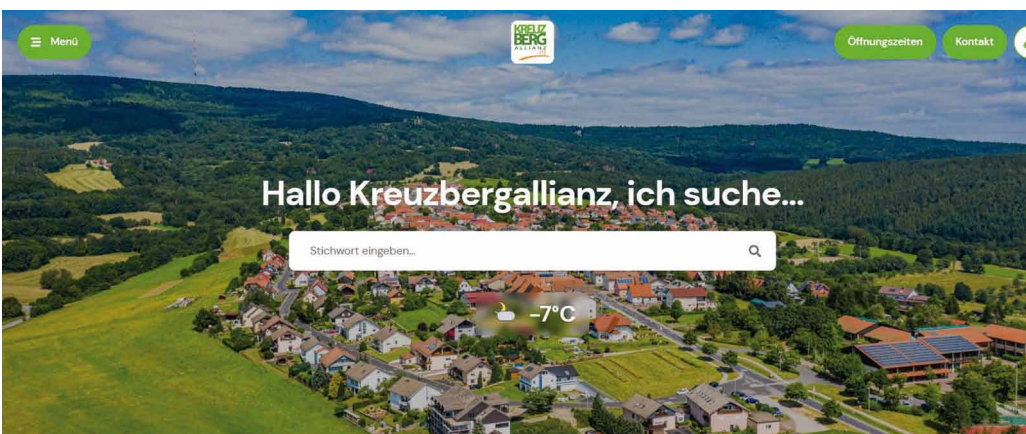 Menü
KREUZ
BERG
ALLIANZ
Öffnungszeiten
Kontakt
Hallo Kreuzbergallianz, ich suche...
Stichwort eingeben...
-7°C